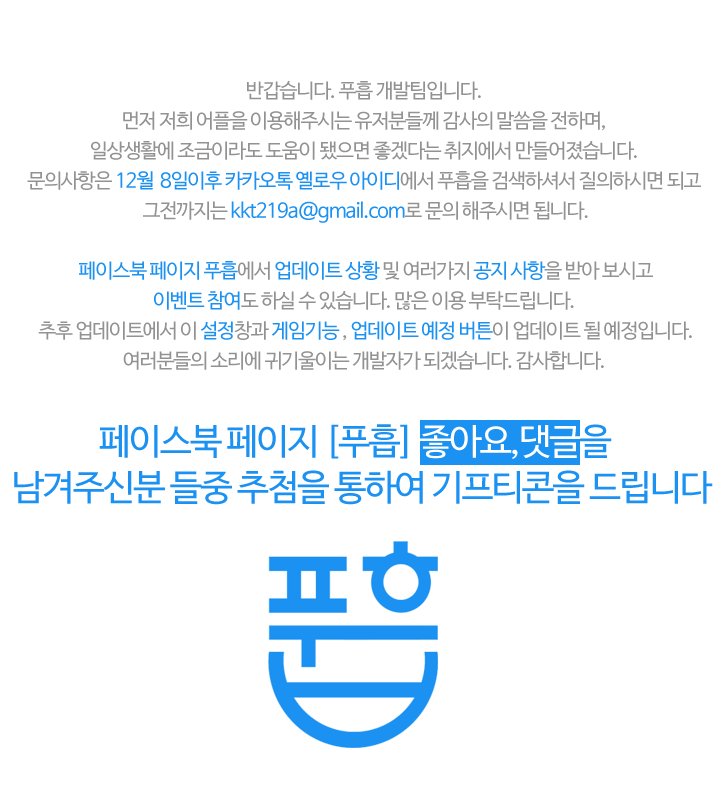 반갑습니다. 푸흡 개발팀입니다.
먼저 저희 어플을 이용해주시는 유저분들께 감사의 말씀을 전하며,
일상생활에 조금이라도 도움이 됐으면 좋겠다는 취지에서 만들어졌습니다.
문의사항은 12월 8일이후 카카오톡 옐로우 아이디에서 푸흡을 검색하셔서 질의하시면 되고
그전까지는 kkt219a@gmail.com로 문의 해주시면 됩니다.
페이스북 페이지 푸흡에서 업데이트 상황 및 여러가지 공지 사항을 받아 보시고
이벤트 참여도 하실 수 있습니다. 많은 이용 부탁드립니다.
추후 업데이트에서 이 설정창과 게임기능 , 업데이트 예정 버튼이 업데이트 될 예정입니다.
여러분들의 소리에 귀기울이는 개발자가 되겠습니다. 감사합니다.
페이스북 페이지 [푸흡] 좋아요, 댓글을
남겨주신분 들중 추첨을 통하여 기프티콘을 드립니다
푸흡